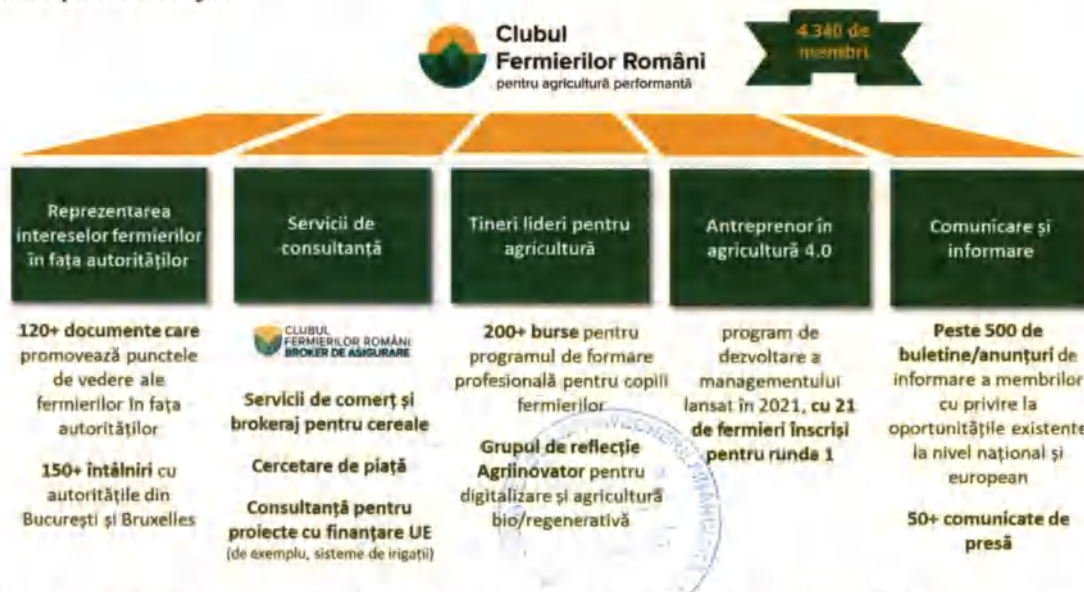 Clubul
Fermierilor Români
pentru agricultură performantă
4.340 de
membri
Reprezentarea
intereselor fermierilor
în fața autorităților
120+ documente care
promovează punctele
de vedere ale
fermierilor în fața
autorităților
150+ întâlniri cu
autoritățile din
București și Bruxelles
Servicii de
consultanță
CLUBUL
FERMIERILOR ROMÂNI
BROKER DE ASIGURARE
Servicii de comerț și
brokeraj pentru cereale
Cercetare de piață
Consultanță pentru
proiecte cu finanțare UE
(de exemplu, sisteme de irigații)
Tineri lideri pentru
agricultură
200+ burse pentru
programul de formare
profesională pentru copiii
fermierilor
Grupul de reflecție
Agriinovator pentru
digitalizare și agricultură
bio/regenerativă
Antreprenor în
agricultură 4.0
program de
dezvoltare a
managementului
lansat în 2021, cu 21
de fermieri înscriși
pentru runda 1
Comunicare și
informare
Peste 500 de
buletine/anunțuri de
informare a membrilor
cu privire la
oportunitățile existente
la nivel național și
european
50+ comunicate de
presă